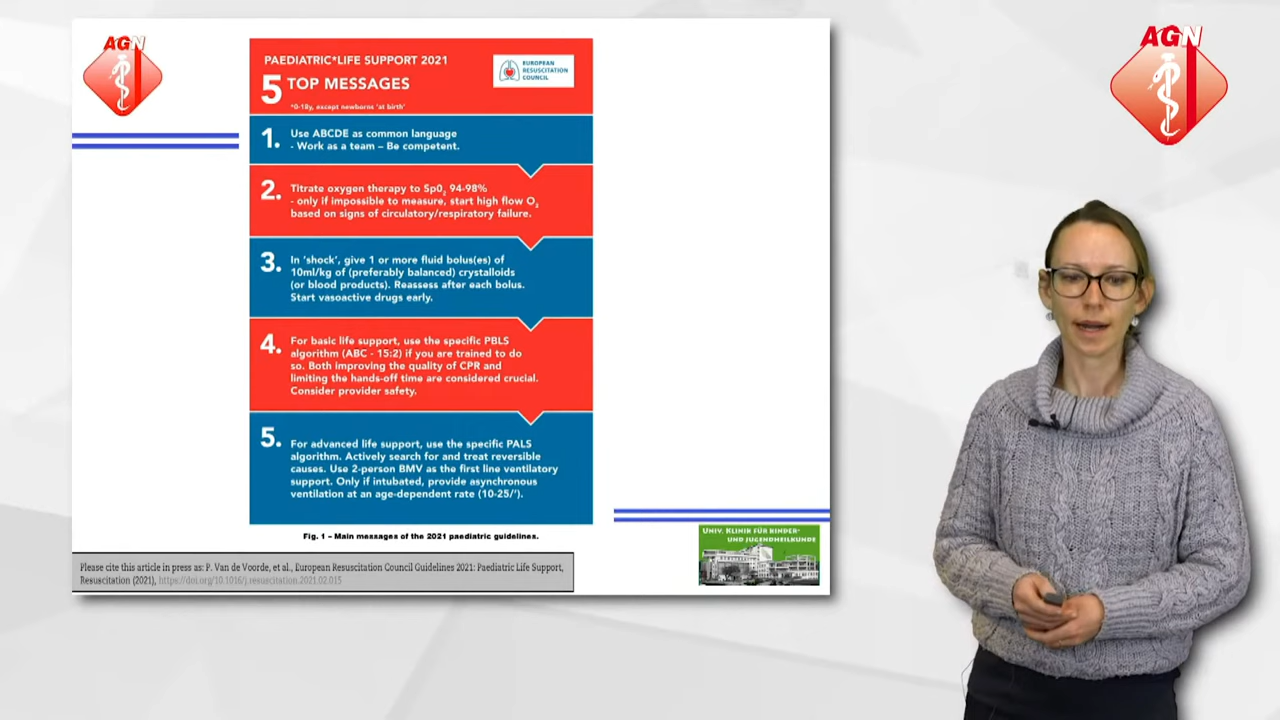 AGN
PAEDIATRIC*LIFE SUPPORT 2021
5 TOP MESSAGES
*0-18y, except newborns 'at birth'
EUROPEAN
RESUSCITATION
COUNCIL
1. Use ABCDE as common language
- Work as a team – Be competent.
2. Titrate oxygen therapy to SpO₂ 94-98%
- only if impossible to measure, start high flow O₂
based on signs of circulatory/respiratory failure.
3. In 'shock', give 1 or more fluid bolus(es) of
10ml/kg of (preferably balanced) crystalloids
(or blood products). Reassess after each bolus.
Start vasoactive drugs early.
4. For basic life support, use the specific PBLS
algorithm (ABC - 15:2) if you are trained to do
so. Both improving the quality of CPR and
limiting the hands-off time are considered crucial.
Consider provider safety.
5. For advanced life support, use the specific PALS
algorithm. Actively search for and treat reversible
causes. Use 2-person BMV as the first line ventilatory
support. Only if intubated, provide asynchronous
ventilation at an age-dependent rate (10-25/').
Fig. 1 – Main messages of the 2021 paediatric guidelines.
Please cite this article in press as: P. Van de Voorde, et al., European Resuscitation Council Guidelines 2021: Paediatric Life Support,
Resuscitation (2021), https://doi.org/10.1016/j.resuscitation.2021.02.015
Univ. Klinik für Kinder-
und Jugendheilkunde
AGN